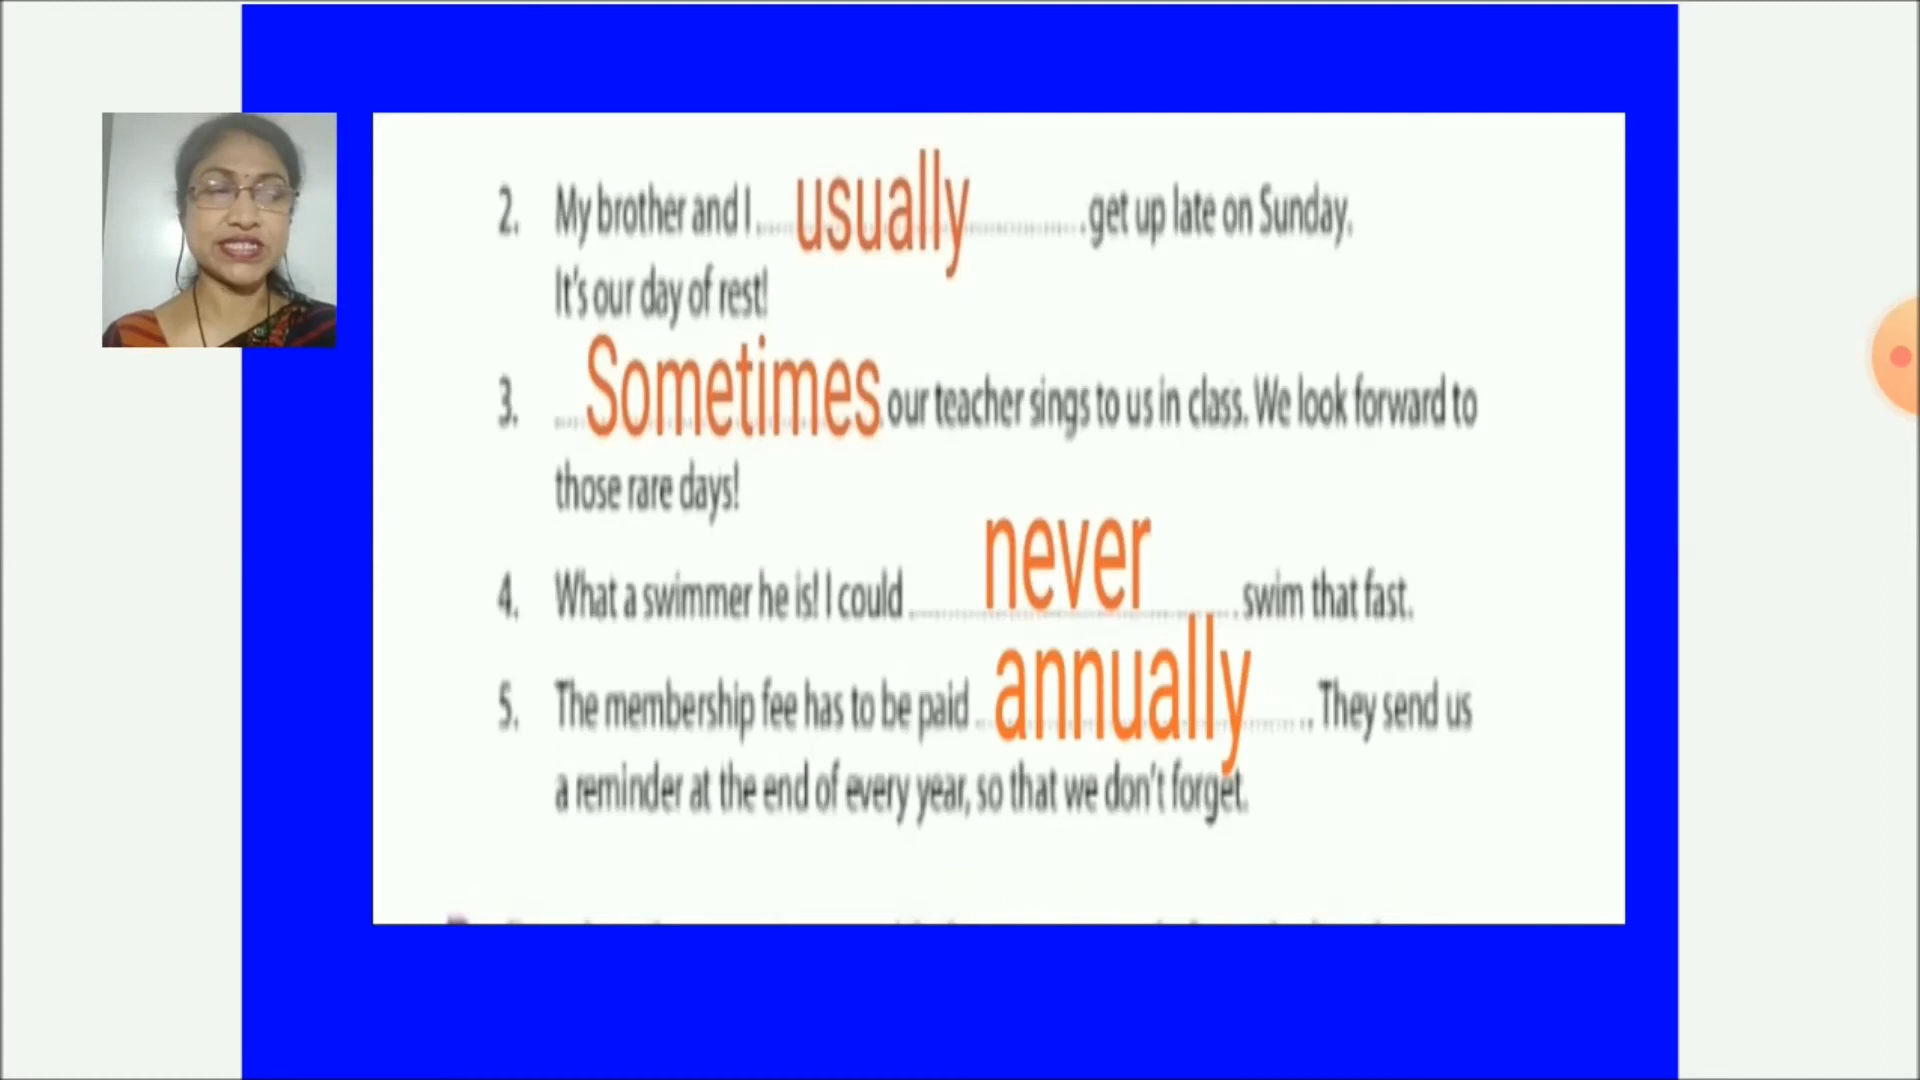 2. My brother and I usually get up late on Sunday.
It's our day of rest!
3. Sometimes our teacher sings to us in class. We look forward to
those rare days!
4. What a swimmer he is! I could never swim that fast.
5. The membership fee has to be paid annually. They send us
a reminder at the end of every year, so that we don't forget.